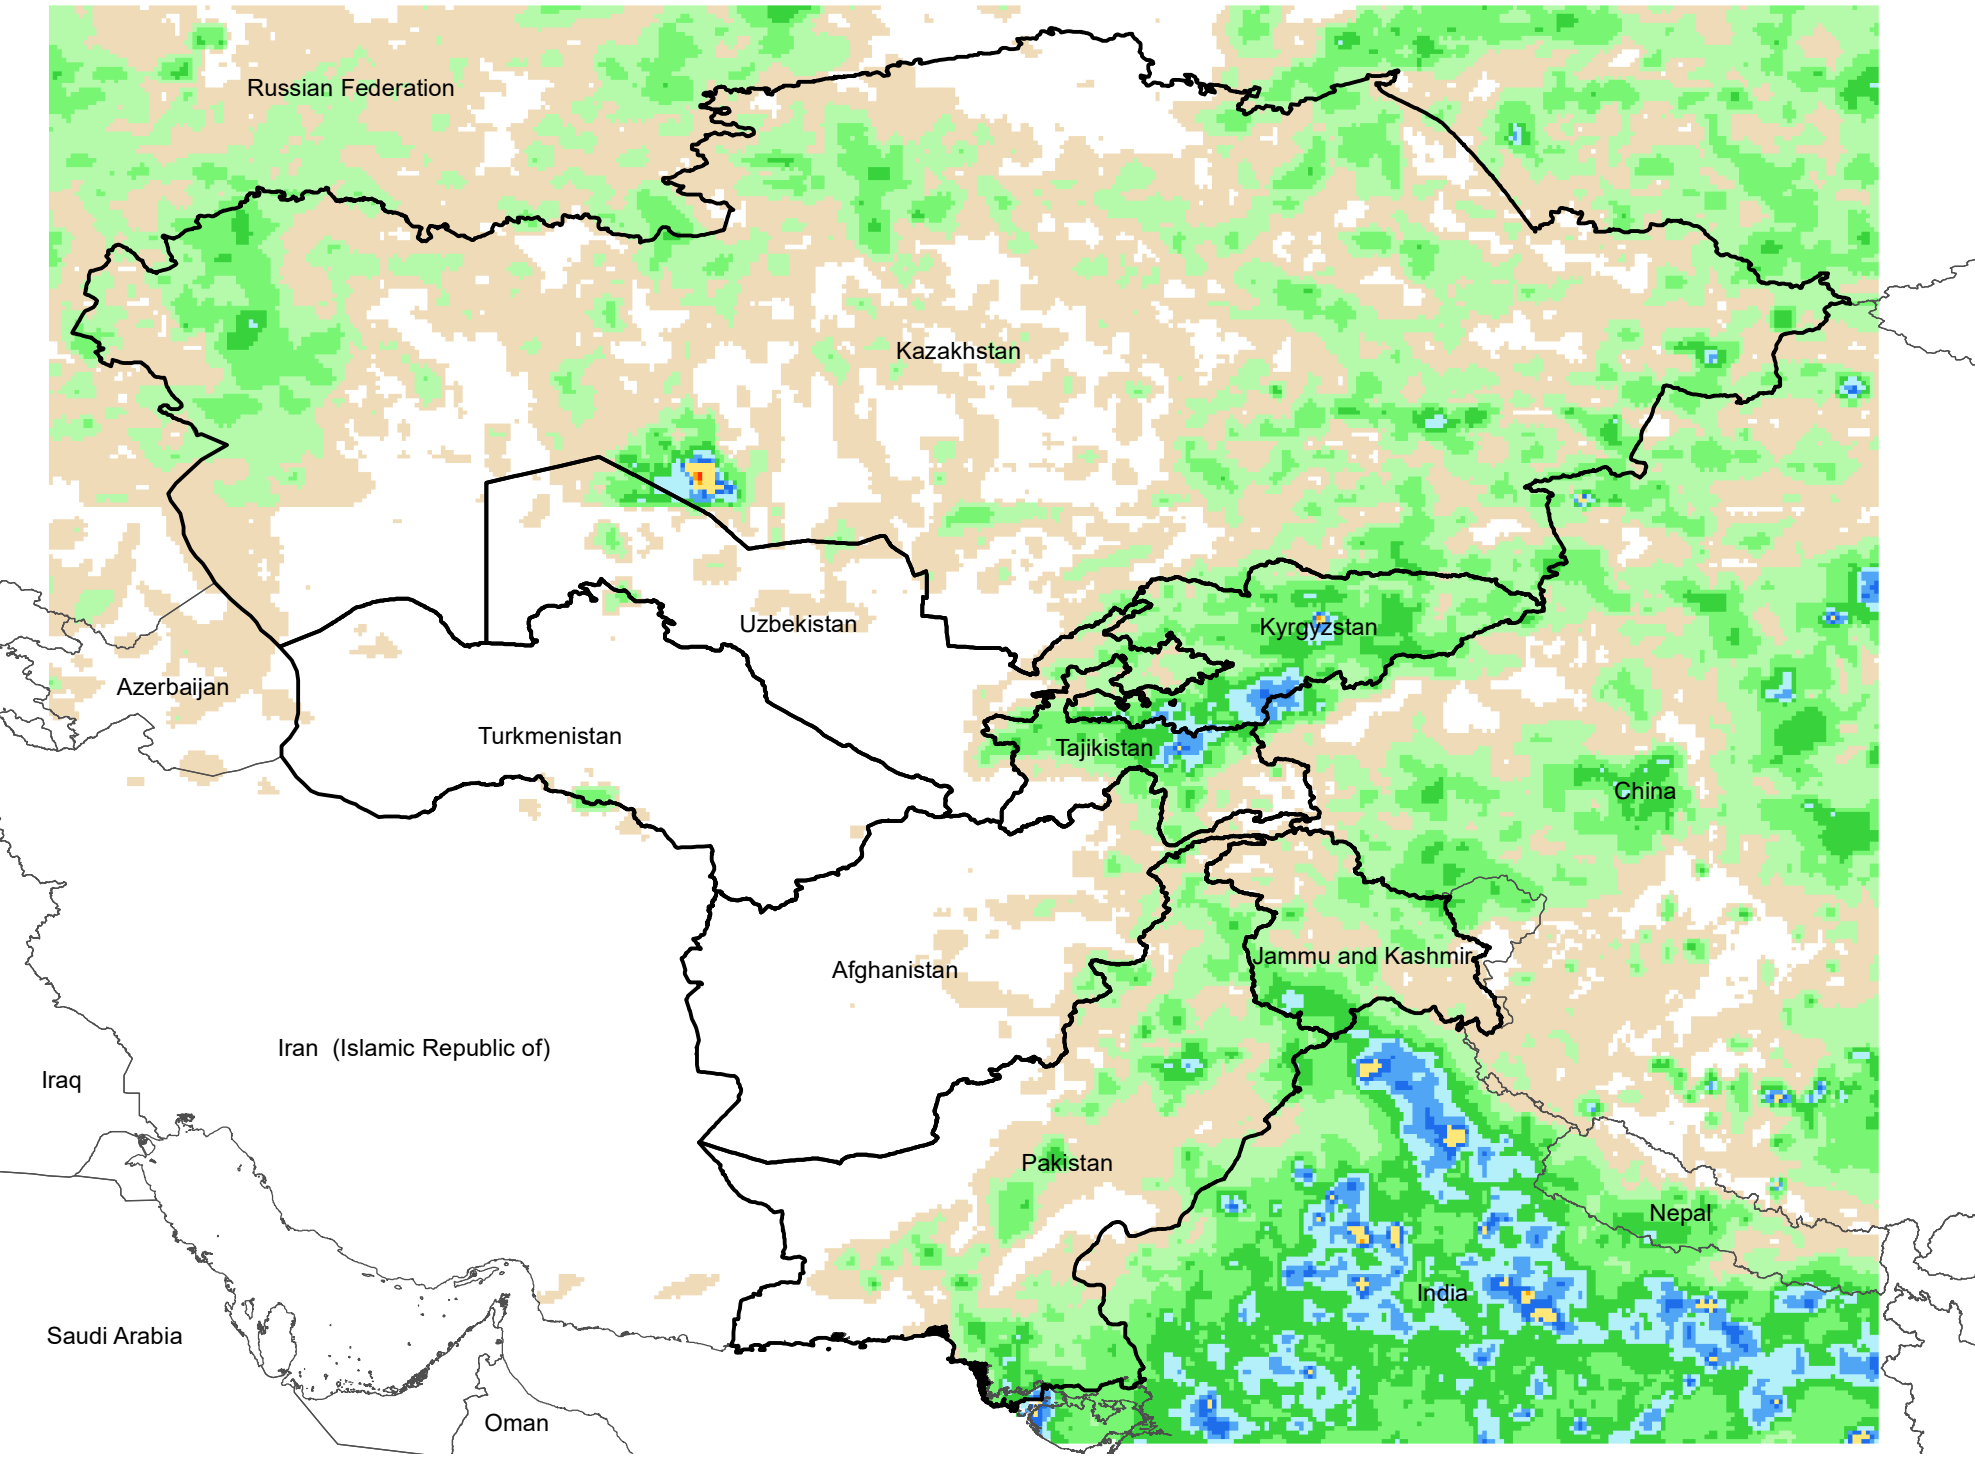 Russian Federation
Kazakhstan
Uzbekistan
Kyrgyzstan
Azerbaijan
Turkmenistan
Tajikistan
China
Jammu and Kashmir
Afghanistan
Iran  (Islamic Republic of)
Iraq
Pakistan
Nepal
India
Saudi Arabia
Oman